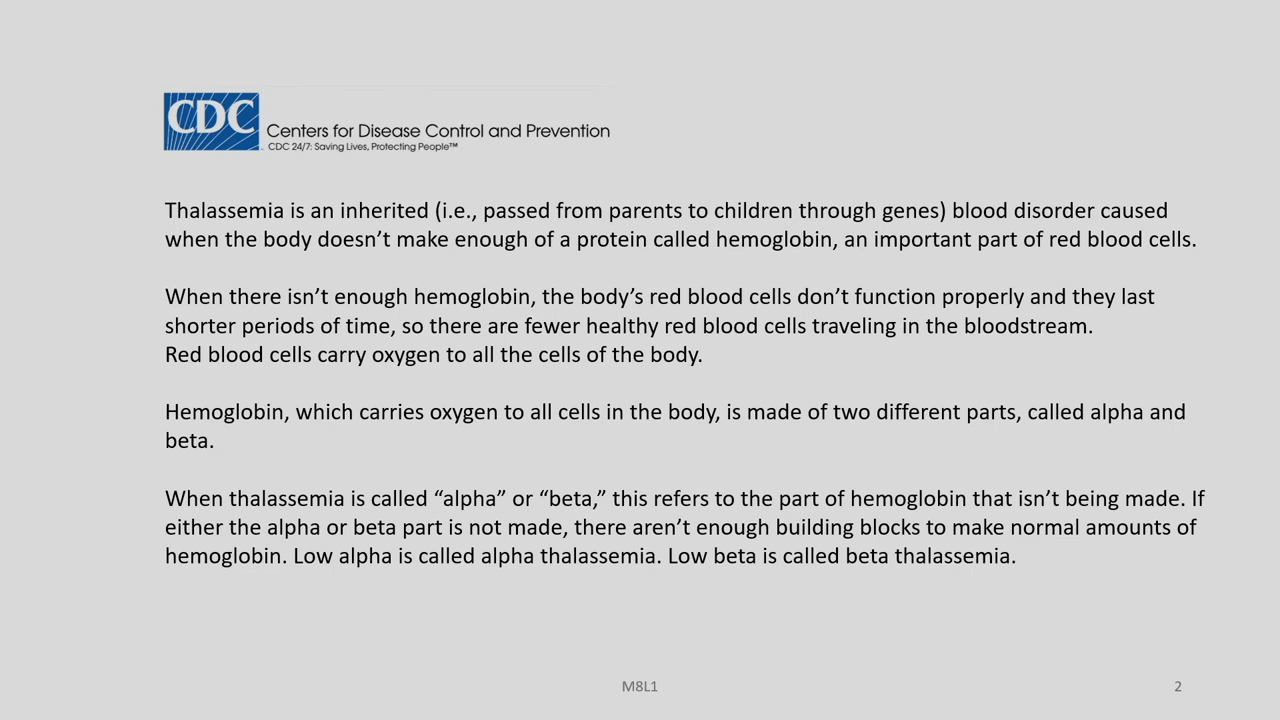 CDC
Centers for Disease Control and Prevention
CDC 24/7: Saving Lives, Protecting People™
Thalassemia is an inherited (i.e., passed from parents to children through genes) blood disorder caused
when the body doesn’t make enough of a protein called hemoglobin, an important part of red blood cells.
When there isn’t enough hemoglobin, the body’s red blood cells don’t function properly and they last
shorter periods of time, so there are fewer healthy red blood cells traveling in the bloodstream.
Red blood cells carry oxygen to all the cells of the body.
Hemoglobin, which carries oxygen to all cells in the body, is made of two different parts, called alpha and
beta.
When thalassemia is called “alpha” or “beta,” this refers to the part of hemoglobin that isn’t being made. If
either the alpha or beta part is not made, there aren’t enough building blocks to make normal amounts of
hemoglobin. Low alpha is called alpha thalassemia. Low beta is called beta thalassemia.
M8L1
2